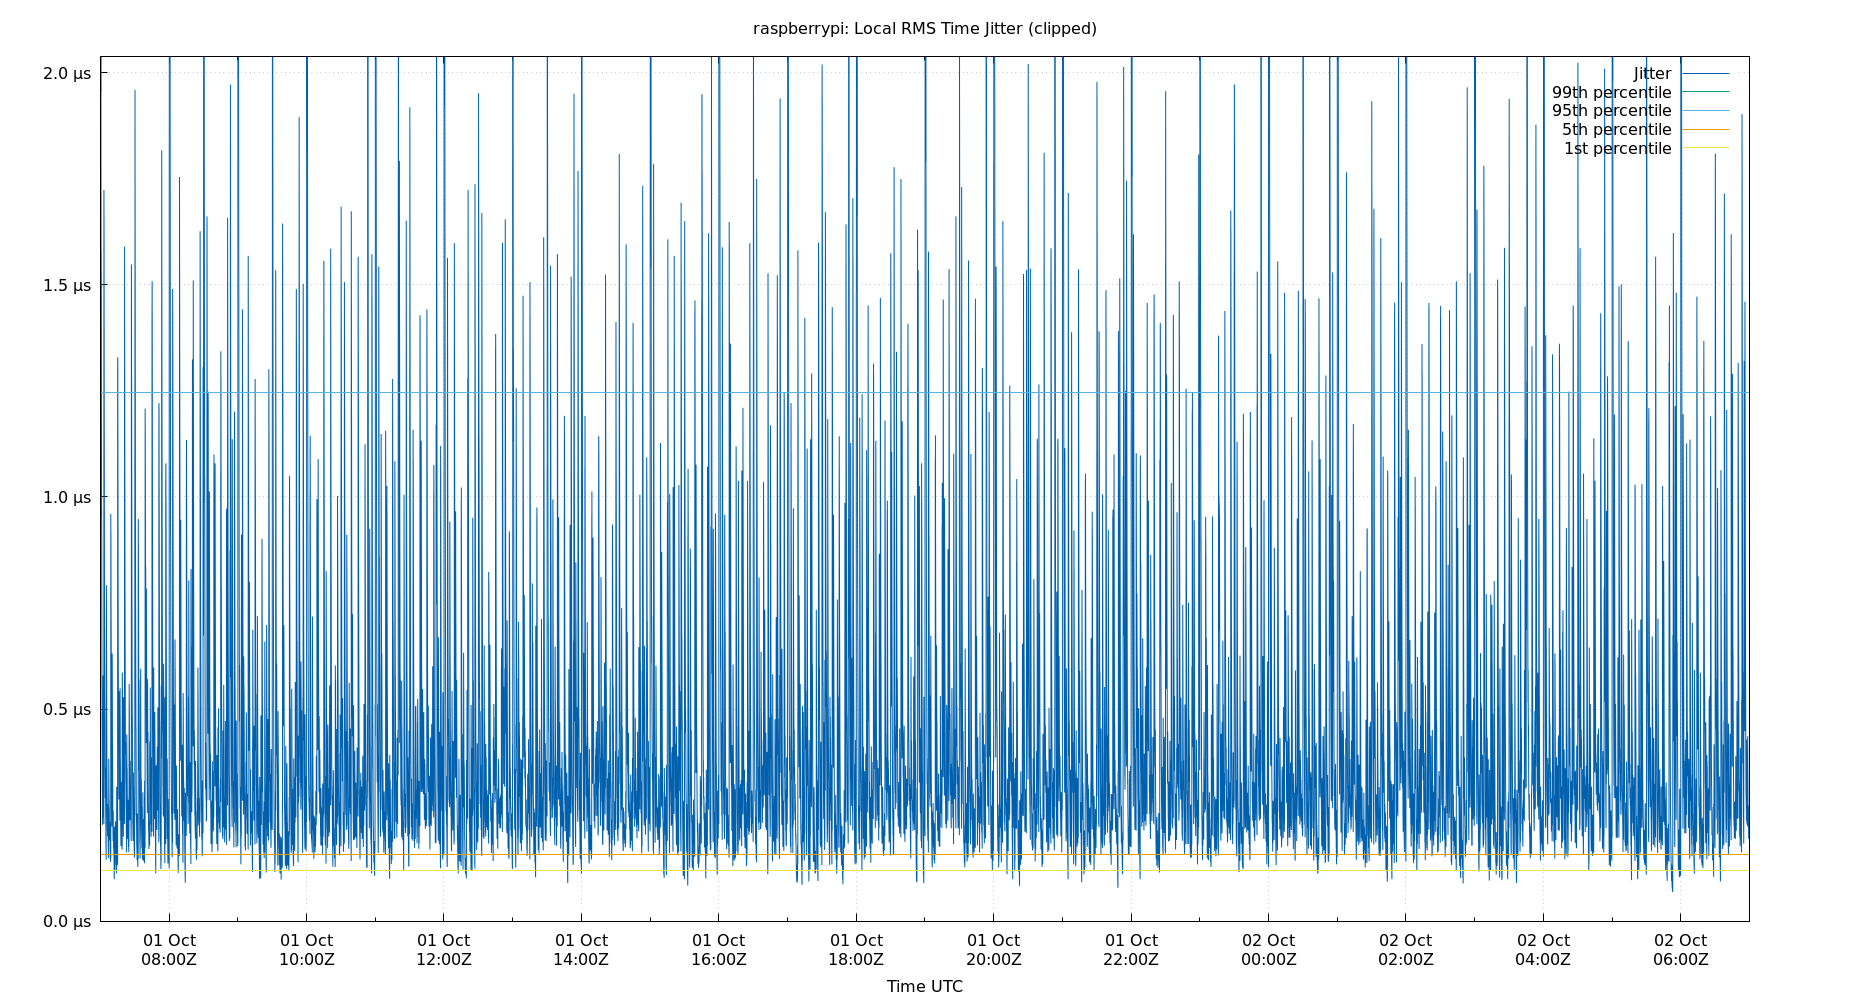 raspberrypi: Local RMS Time Jitter (clipped)
2.0 µs
1.5 µs
1.0 µs
0.5 µs
0.0 µs
Jitter
99th percentile
95th percentile
5th percentile
1st percentile
01 Oct 01 Oct 01 Oct 01 Oct 01 Oct 01 Oct 01 Oct 01 Oct 02 Oct 02 Oct 02 Oct 02 Oct
08:00Z 10:00Z 12:00Z 14:00Z 16:00Z 18:00Z 20:00Z 22:00Z 00:00Z 02:00Z 04:00Z 06:00Z
Time UTC